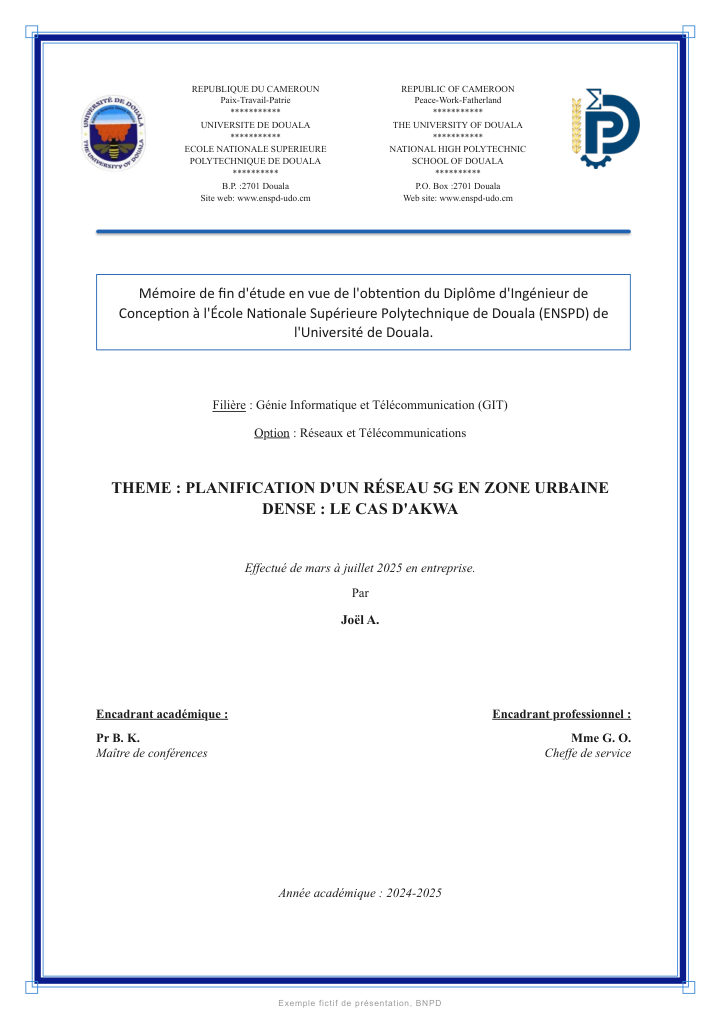 REPUBLIQUE DU CAMEROUN
Paix-Travail-Patrie
***********
UNIVERSITE DE DOUALA
***********
ECOLE NATIONALE SUPERIEURE
POLYTECHNIQUE DE DOUALA
**********
B.P. :2701 Douala
Site web: www.enspd-udo.cm
REPUBLIC OF CAMEROON
Peace-Work-Fatherland
***********
THE UNIVERSITY OF DOUALA
***********
NATIONAL HIGH POLYTECHNIC
SCHOOL OF DOUALA
**********
P.O. Box :2701 Douala
Web site: www.enspd-udo.cm
UNIVERSITÉ DE DOUALA
THE UNIVERSITY OF DOUALA
Mémoire de fin d'étude en vue de l'obtention du Diplôme d'Ingénieur de
Conception à l'École Nationale Supérieure Polytechnique de Douala (ENSPD) de
l'Université de Douala.
Filière : Génie Informatique et Télécommunication (GIT)
Option : Réseaux et Télécommunications
THEME : PLANIFICATION D'UN RÉSEAU 5G EN ZONE URBAINE
DENSE : LE CAS D'AKWA
Effectué de mars à juillet 2025 en entreprise.
Par
Joël A.
Encadrant académique :
Pr B. K.
Maître de conférences
Encadrant professionnel :
Mme G. O.
Cheffe de service
Année académique : 2024-2025
Exemple fictif de présentation, BNPD